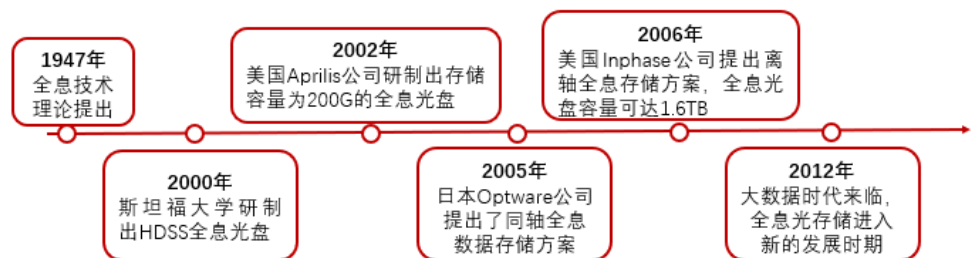 1947年
全息技术
理论提出
2000年
斯坦福大学研制
出HDSS全息光盘
2002年
美国Aprilis公司研制出存储
容量为200G的全息光盘
2005年
日本Optware公司
提出了同轴全息
数据存储方案
2006年
美国Inphase公司提出离
轴全息存储方案，全息光
盘容量可达1.6TB
2012年
大数据时代来临，
全息光存储进入
新的发展时期